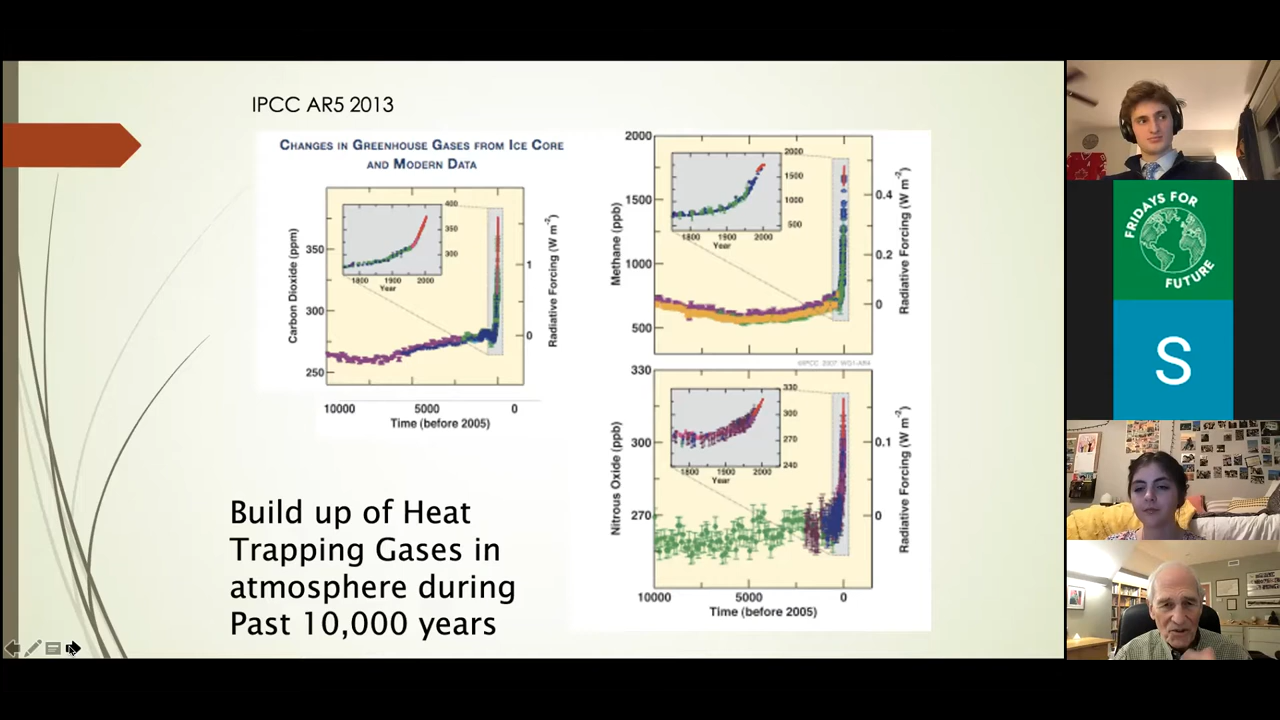 IPCC AR5 2013
CHANGES IN GREENHOUSE GASES FROM ICE CORE
AND MODERN DATA
Carbon Dioxide (ppm)
350
300
250
400
350
300
1800 1900 2000
Year
1
0
Radiative Forcing (W m⁻²)
10000 5000 0
Time (before 2005)
Methane (ppb)
2000
1500
1000
500
2000
1500
1000
500
1800 1900 2000
Year
0.4
0.2
0
Radiative Forcing (W m⁻²)
©IPCC 2007: WG1-AR4
Nitrous Oxide (ppb)
330
300
270
330
300
270
240
1800 1900 2000
Year
0.1
0
Radiative Forcing (W m⁻²)
10000 5000 0
Time (before 2005)
Build up of Heat
Trapping Gases in
atmosphere during
Past 10,000 years
FRIDAYS FOR
FUTURE
S